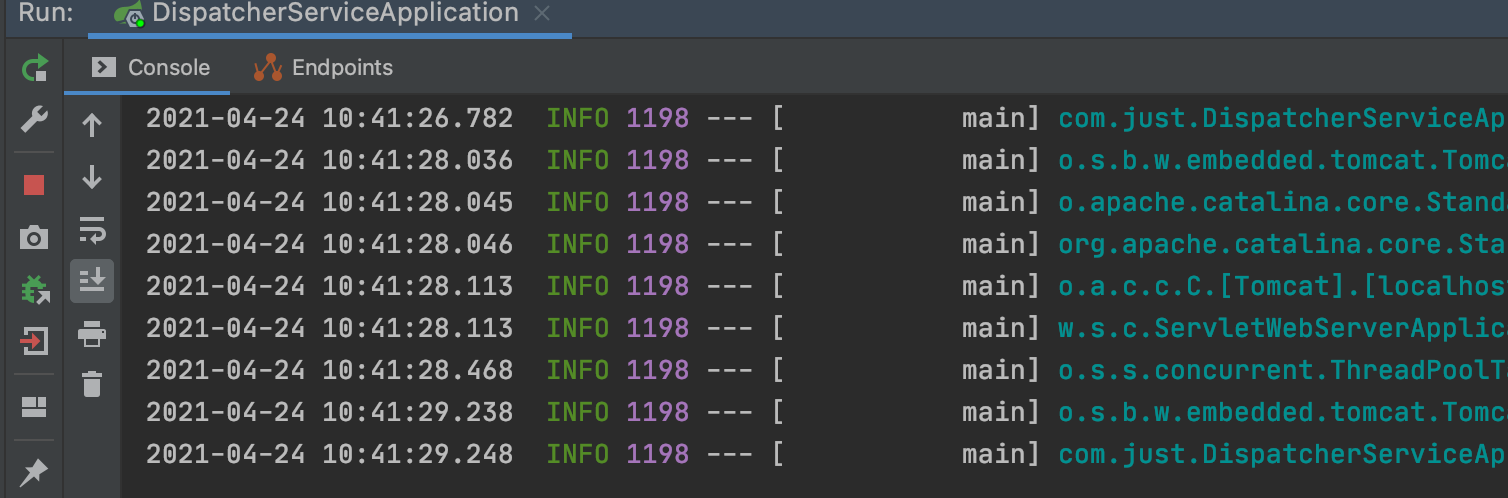 Run: DispatcherServiceApplication
Console Endpoints
2021-04-24 10:41:26.782 INFO 1198 --- [ main] com.just.DispatcherServiceAp
2021-04-24 10:41:28.036 INFO 1198 --- [ main] o.s.b.w.embedded.tomcat.Tomc
2021-04-24 10:41:28.045 INFO 1198 --- [ main] o.apache.catalina.core.Stand
2021-04-24 10:41:28.046 INFO 1198 --- [ main] org.apache.catalina.core.Sta
2021-04-24 10:41:28.113 INFO 1198 --- [ main] o.a.c.c.C.[Tomcat].[localhos
2021-04-24 10:41:28.113 INFO 1198 --- [ main] w.s.c.ServletWebServerApplic
2021-04-24 10:41:28.468 INFO 1198 --- [ main] o.s.s.concurrent.ThreadPoolT
2021-04-24 10:41:29.238 INFO 1198 --- [ main] o.s.b.w.embedded.tomcat.Tomc
2021-04-24 10:41:29.248 INFO 1198 --- [ main] com.just.DispatcherServiceAp